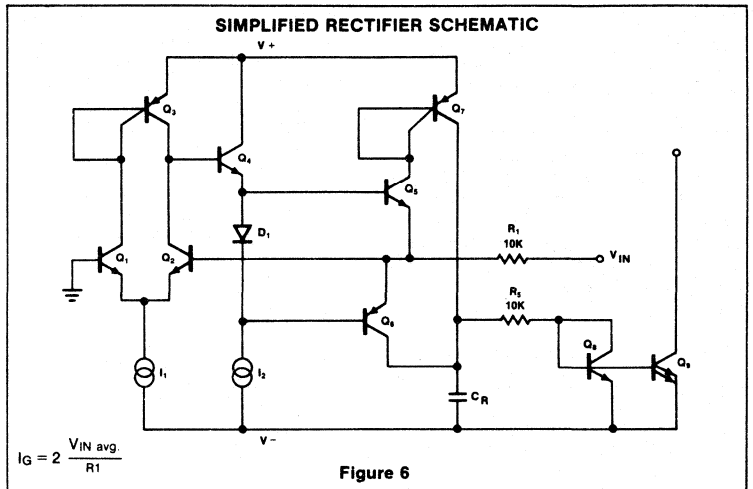 SIMPLIFIED RECTIFIER SCHEMATIC
V +
Q3
Q7
Q4
Q5
D1
R1
10K
VIN
Q1
Q2
R5
10K
Q6
Q8
Q9
I1
I2
CR
V –
IG = 2 VIN avg. / R1
Figure 6